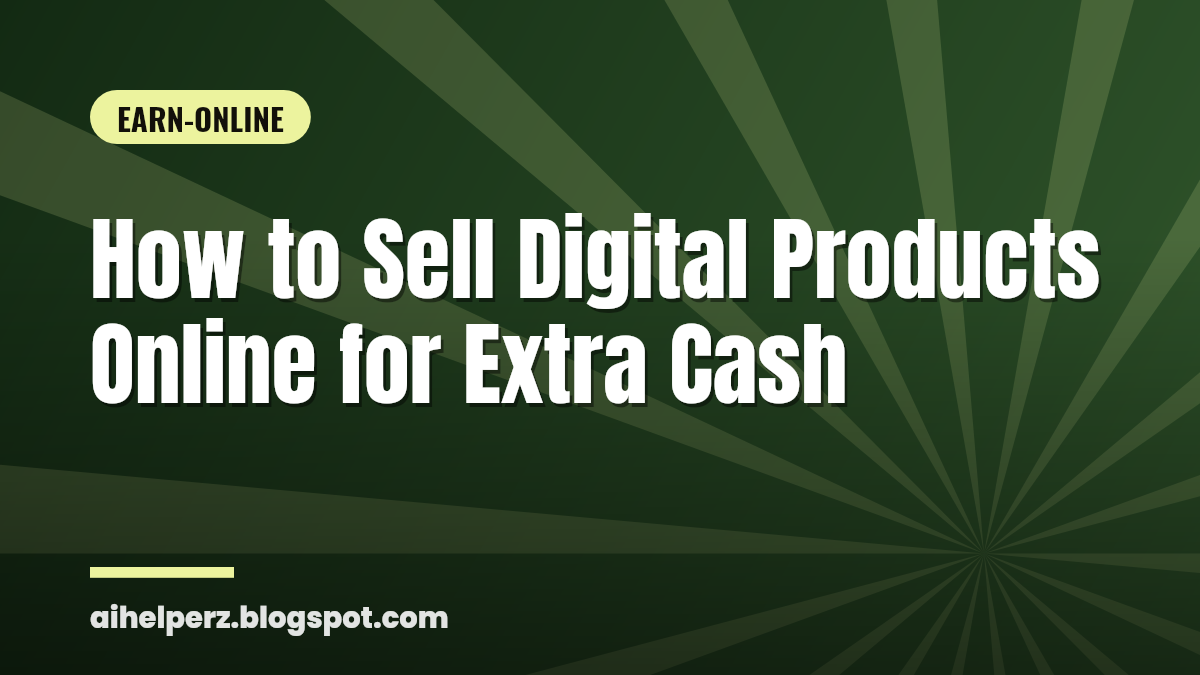 EARN-ONLINE
How to Sell Digital Products
Online for Extra Cash
aihelperz.blogspot.com